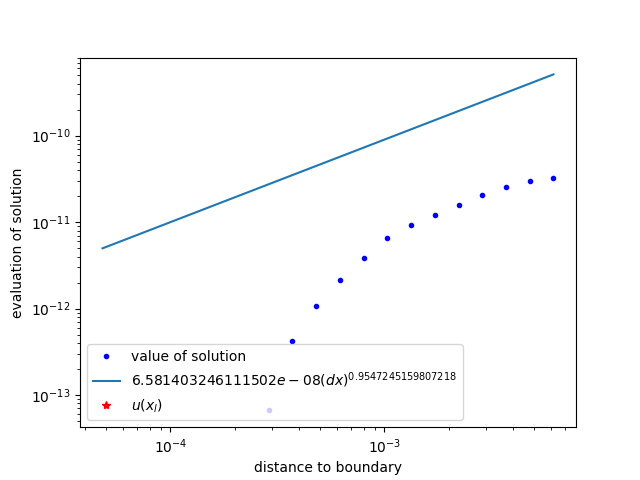 10⁻¹⁰
10⁻¹¹
10⁻¹²
10⁻¹³
evaluation of solution
value of solution
6.581403246111502e − 08(dx)^0.9547245159807218
u(x_l)
10⁻⁴
10⁻³
distance to boundary